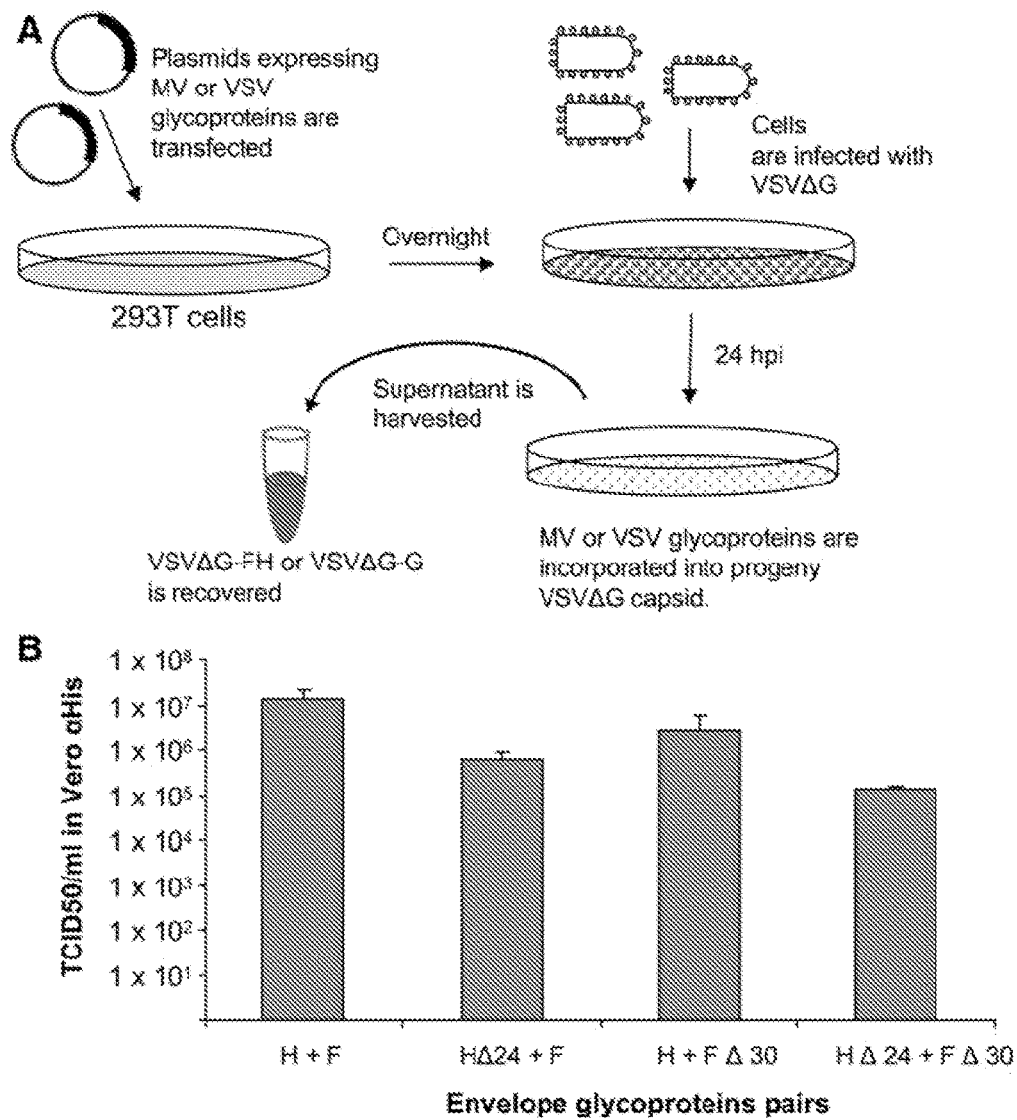 A
Plasmids expressing
MV or VSV
glycoproteins are
transfected
Cells
are infected with
VSVΔG
Overnight
293T cells
24 hpi
Supernatant is
harvested
VSVΔG-FH or VSVΔG-G
is recovered
MV or VSV glycoproteins are
incorporated into progeny
VSVΔG capsid.
B
TCID50/ml in Vero αHis
1 x 10⁸
1 x 10⁷
1 x 10⁶
1 x 10⁵
1 x 10⁴
1 x 10³
1 x 10²
1 x 10¹
H + F
HΔ24 + F
H + F Δ 30
H Δ 24 + F Δ 30
Envelope glycoproteins pairs